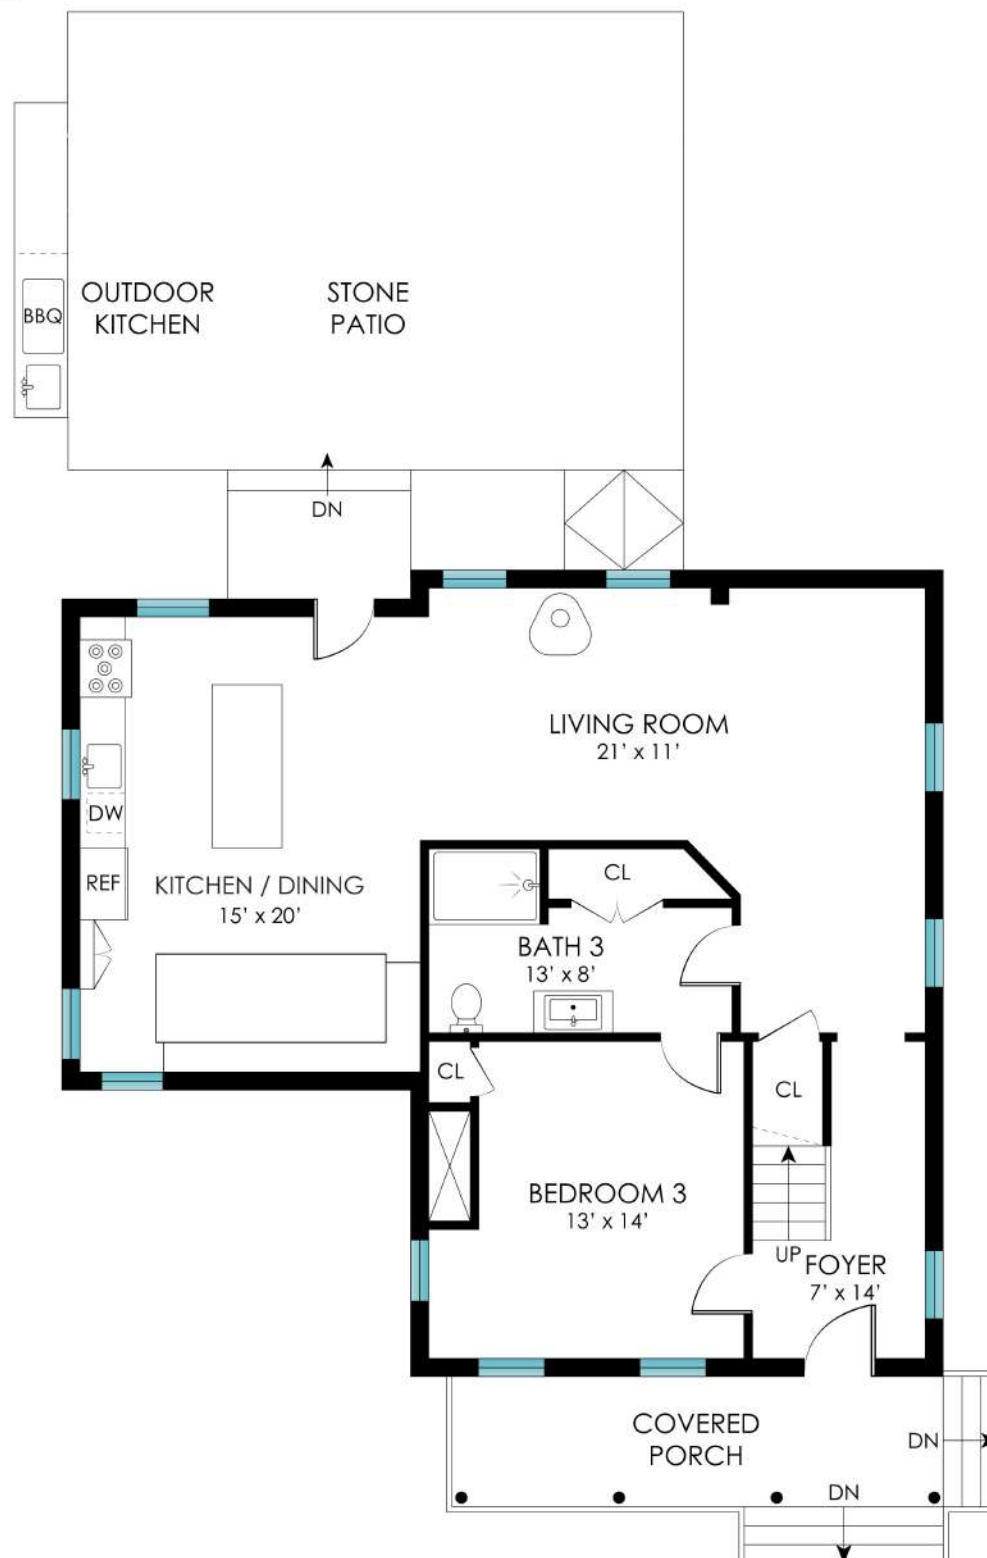 OUTDOOR
KITCHEN
STONE
PATIO
BBQ
DN
LIVING ROOM
21' x 11'
DW
REF
KITCHEN / DINING
15' x 20'
CL
BATH 3
13' x 8'
CL
CL
BEDROOM 3
13' x 14'
UP
FOYER
7' x 14'
COVERED
PORCH
DN
DN